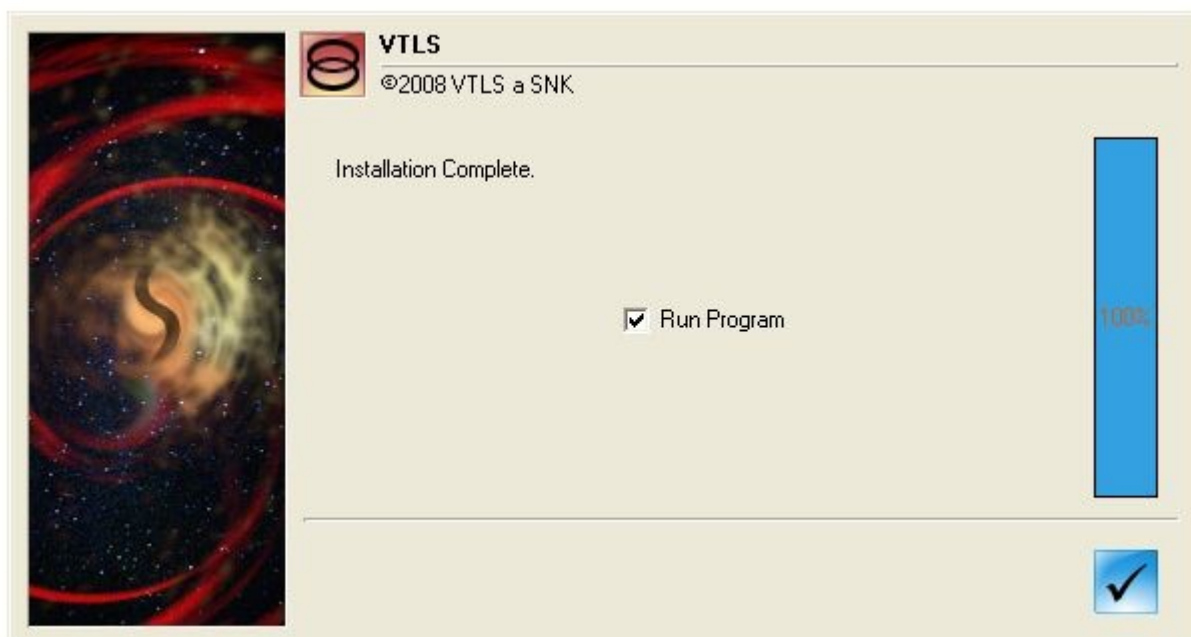 VTLS
©2008 VTLS a SNK
Installation Complete.
Run Program
100%